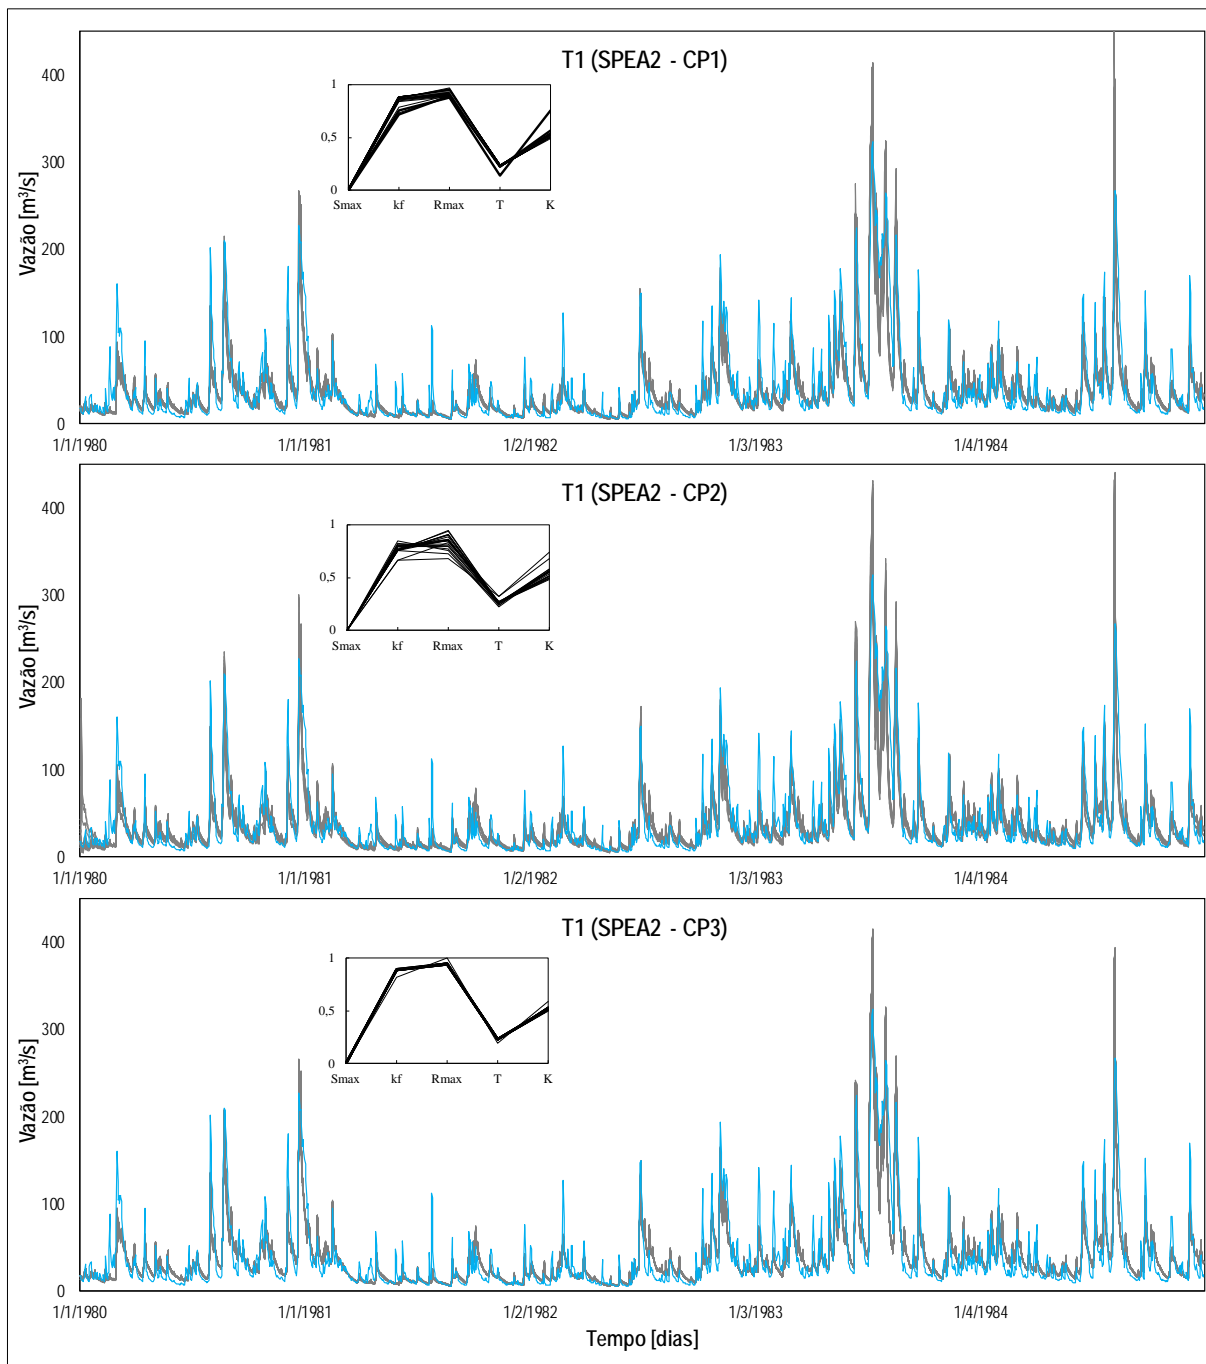 T1 (SPEA2 - CP1)
Vazão [m³/s]
400
300
200
100
0
1
0,5
0
Smax kf Rmax T K
1/1/1980 1/1/1981 1/2/1982 1/3/1983 1/4/1984
T1 (SPEA2 - CP2)
Vazão [m³/s]
400
300
200
100
0
1
0,5
0
Smax kf Rmax T K
1/1/1980 1/1/1981 1/2/1982 1/3/1983 1/4/1984
T1 (SPEA2 - CP3)
Vazão [m³/s]
400
300
200
100
0
1
0,5
0
Smax kf Rmax T K
1/1/1980 1/1/1981 1/2/1982 1/3/1983 1/4/1984
Tempo [dias]